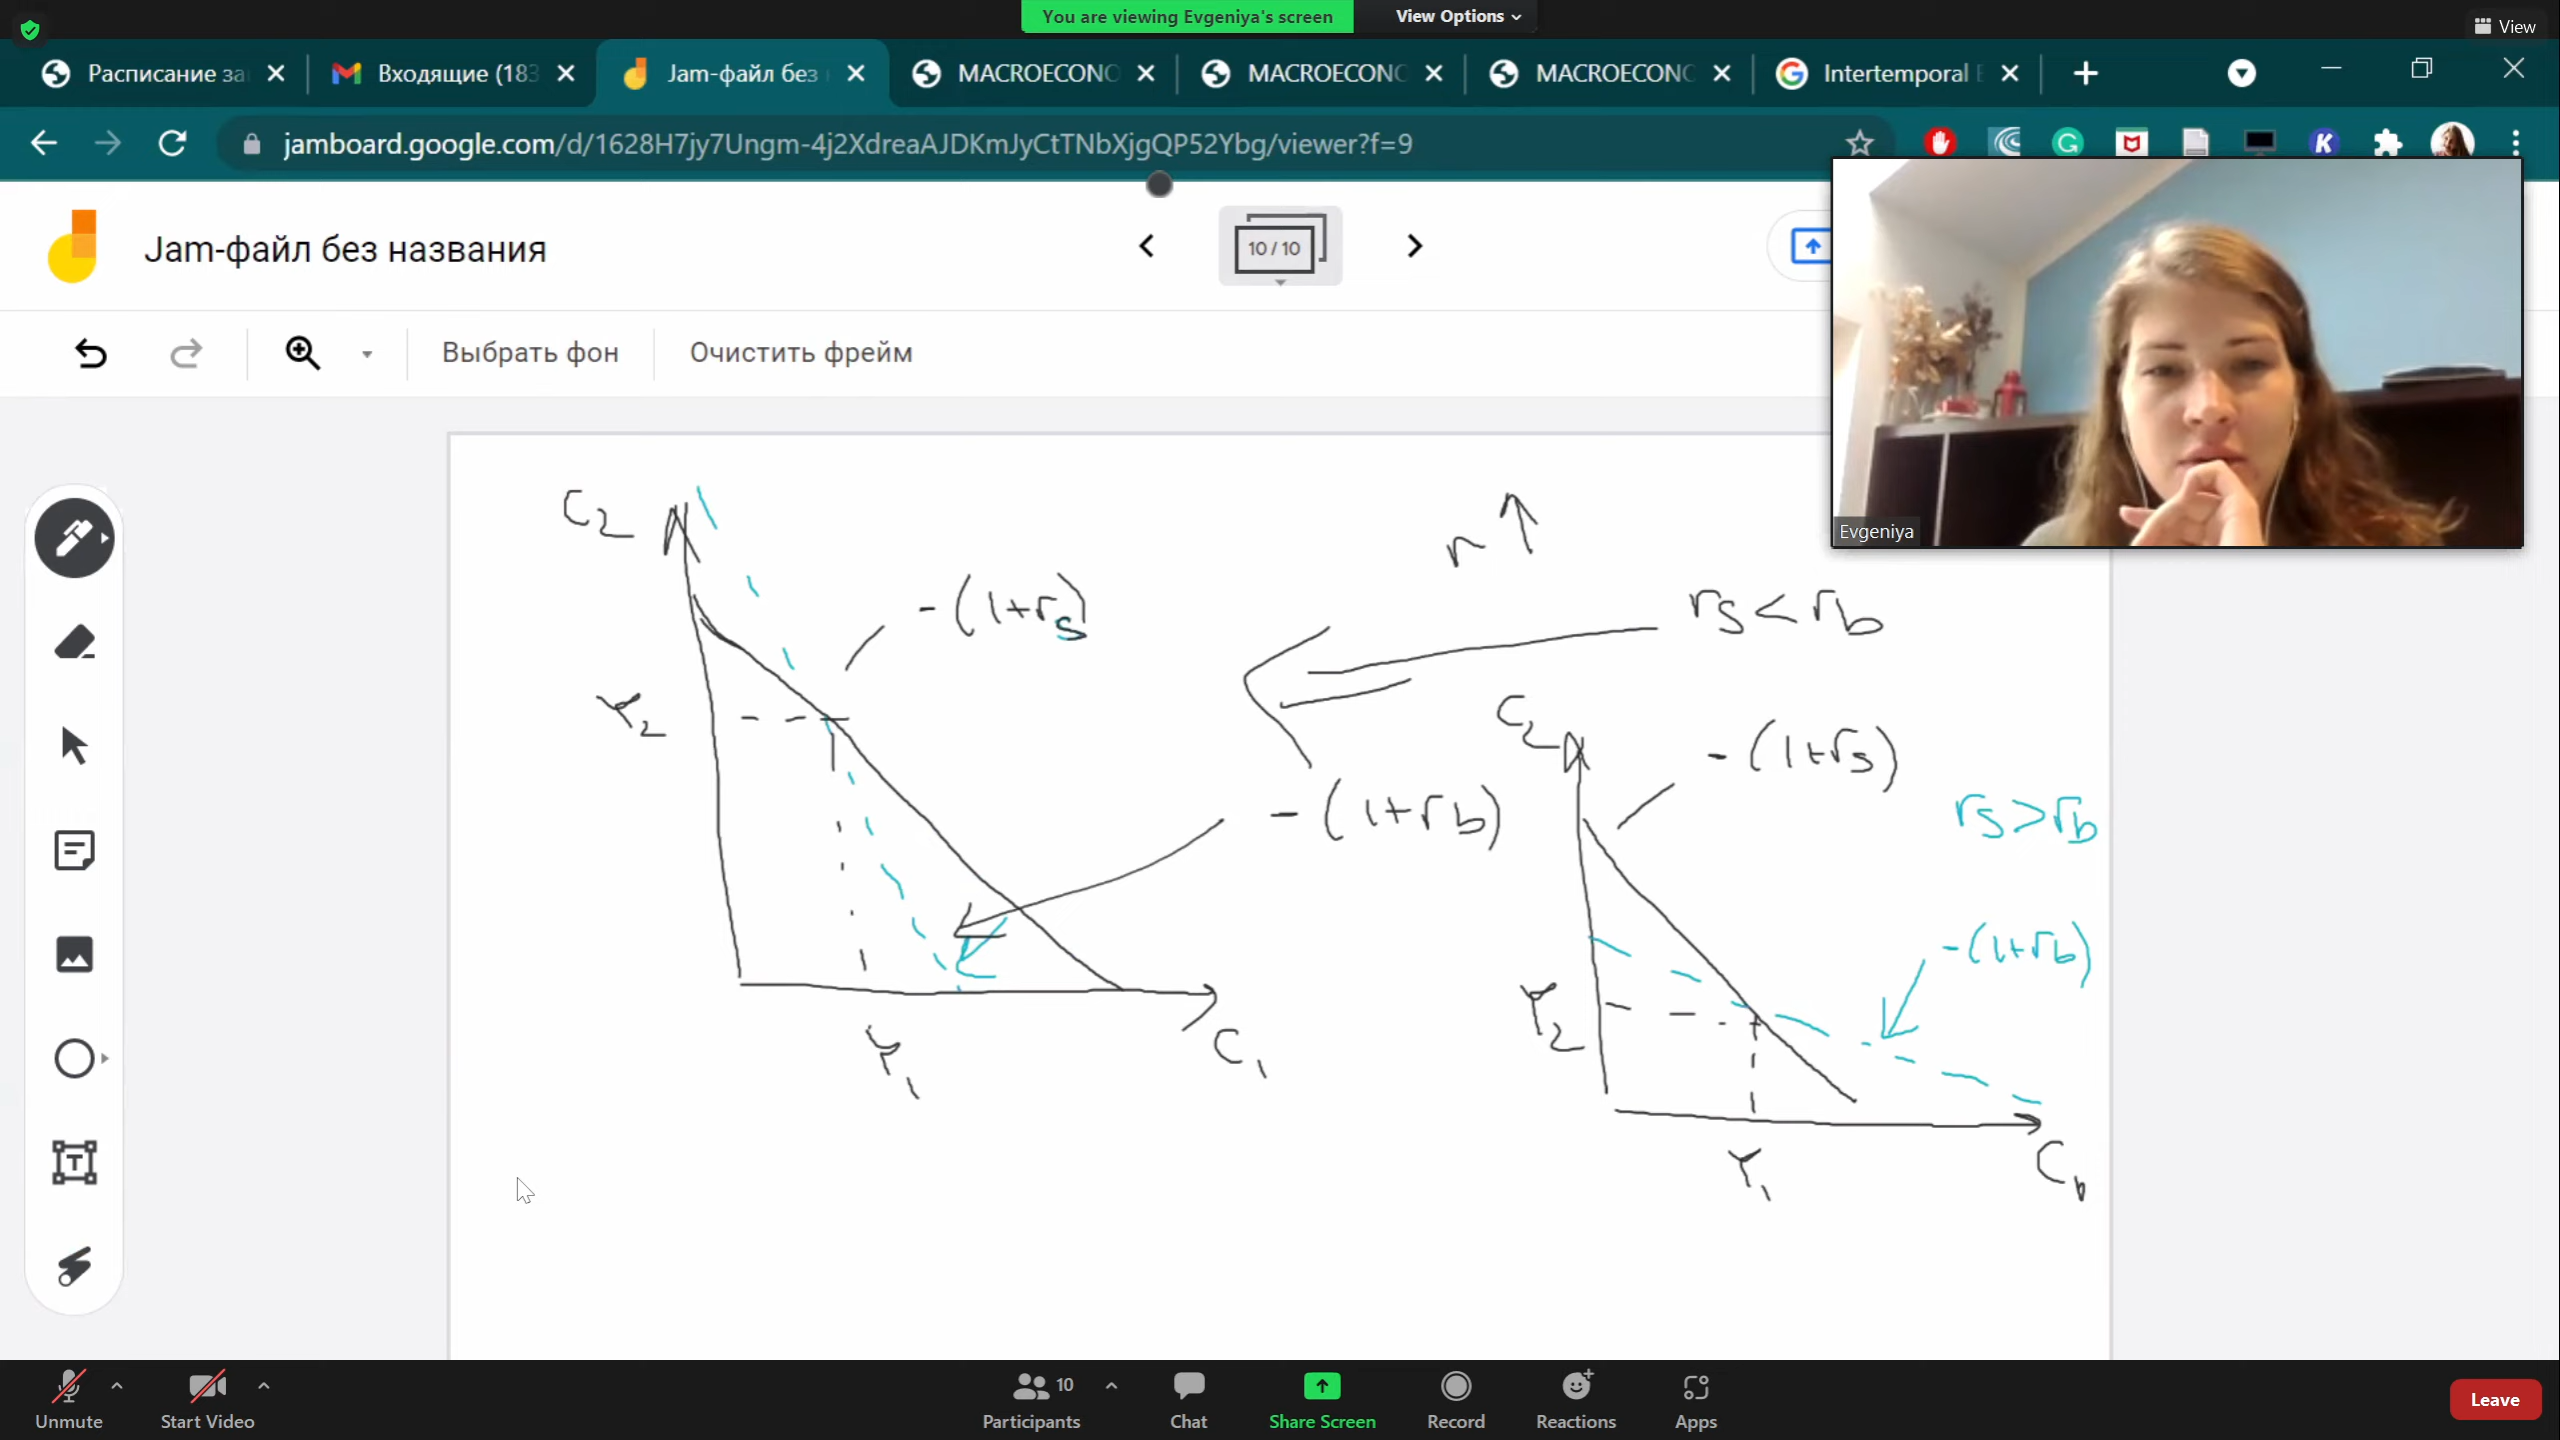 You are viewing Evgeniya's screen
View Options
View
Расписание за
Входящие (183
Jam-файл без
MACROECONO
MACROECONO
MACROECONO
Intertemporal
jamboard.google.com/d/1628H7jy7Ungm-4j2XdreaAJDKmJyCtTNbXjgQP52Ybg/viewer?f=9
Jam-файл без названия
10 / 10
Выбрать фон
Очистить фрейм
Evgeniya
C2
-(1+rs)
r↑
rs<rb
Y2
C2
-(1+rs)
-(1+rb)
rs>rb
-(1+rb)
Y2
Y1
C1
Y1
C1
Unmute
Start Video
10
Participants
Chat
Share Screen
Record
Reactions
Apps
Leave